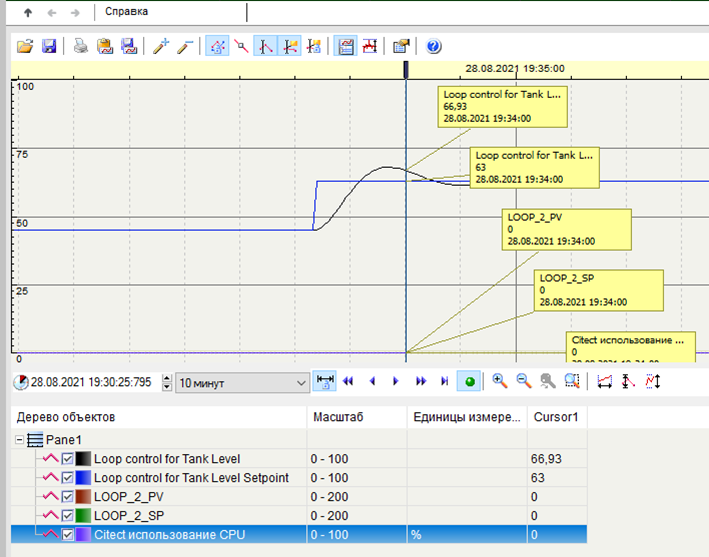 Справка
28.08.2021 19:35:00
100
Loop control for Tank L...
66,93
28.08.2021 19:34:00
75
Loop control for Tank L...
63
28.08.2021 19:34:00
50
LOOP_2_PV
0
28.08.2021 19:34:00
25
LOOP_2_SP
0
28.08.2021 19:34:00
Citect использование ...
0
0
28.08.2021 19:30:25:795
10 минут
Дерево объектов Масштаб Единицы измере... Cursor1
Pane1
Loop control for Tank Level 0 - 100 66,93
Loop control for Tank Level Setpoint 0 - 100 63
LOOP_2_PV 0 - 200 0
LOOP_2_SP 0 - 200 0
Citect использование CPU 0 - 100 % 0